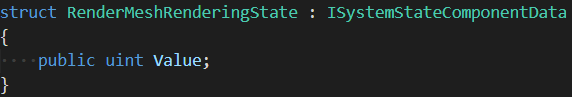 struct RenderMeshRenderingState : ISystemStateComponentData
{
    public uint Value;
}